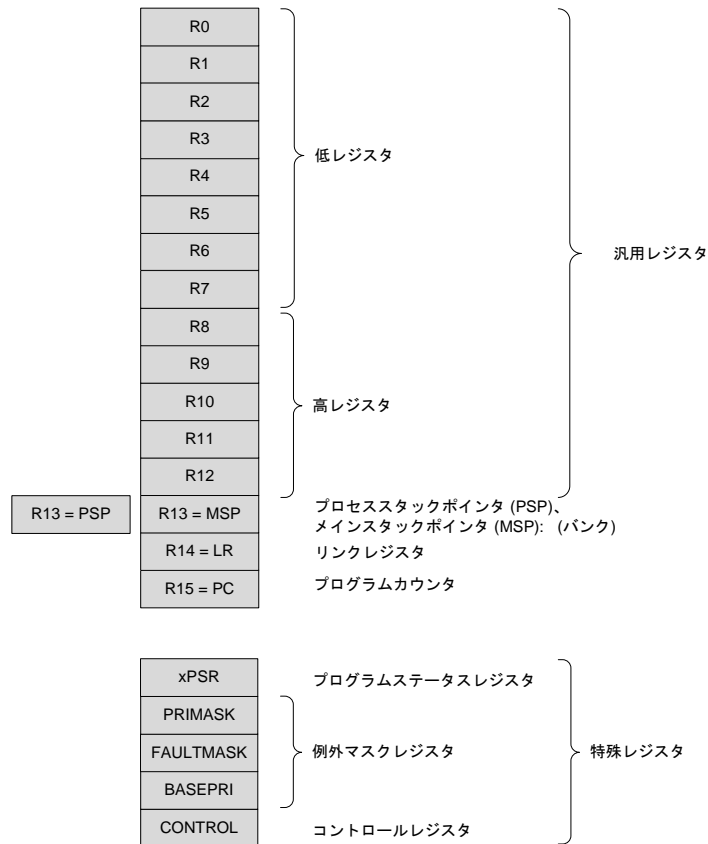 R0
R1
R2
R3
R4
R5
R6
R7
低レジスタ
R8
R9
R10
R11
R12
高レジスタ
汎用レジスタ
R13 = PSP
R13 = MSP
プロセススタックポインタ (PSP)、
メインスタックポインタ (MSP): (バンク)
R14 = LR
リンクレジスタ
R15 = PC
プログラムカウンタ
xPSR
プログラムステータスレジスタ
PRIMASK
FAULTMASK
BASEPRI
例外マスクレジスタ
特殊レジスタ
CONTROL
コントロールレジスタ